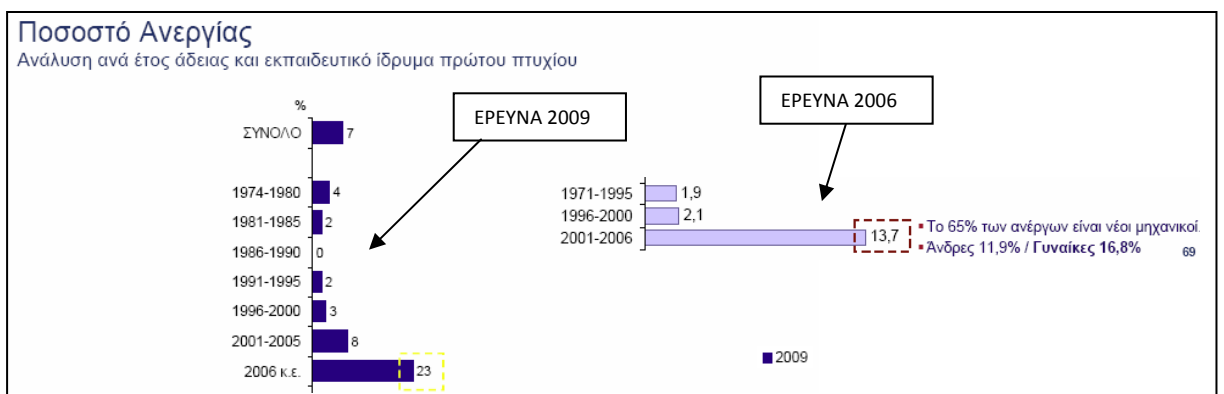 Ποσοστό Ανεργίας
Ανάλυση ανά έτος άδειας και εκπαιδευτικό ίδρυμα πρώτου πτυχίου
%
ΕΡΕΥΝΑ 2009
ΕΡΕΥΝΑ 2006
ΣΥΝΟΛΟ 7
1974-1980 4
1981-1985 2
1986-1990 0
1991-1995 2
1996-2000 3
2001-2005 8
2006 κ.ε. 23
1971-1995 1,9
1996-2000 2,1
2001-2006 13,7
Το 65% των ανέργων είναι νέοι μηχανικοί.
Άνδρες 11,9% / Γυναίκες 16,8%
69
2009